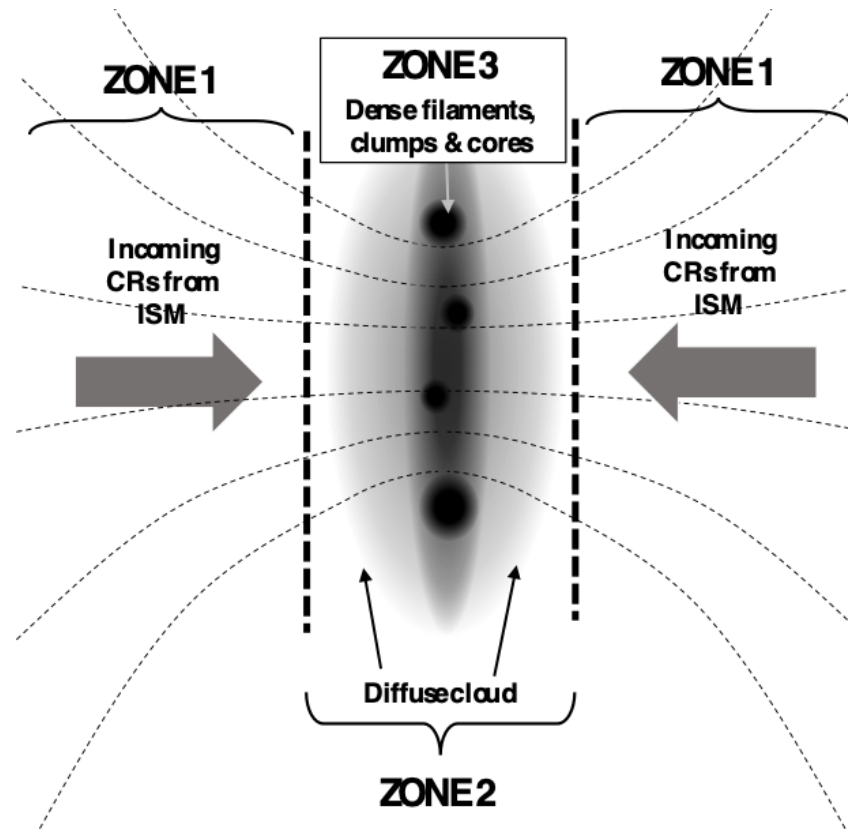 ZONE 1
ZONE 3
Dense filaments,
clumps & cores
ZONE 1
Incoming
CRs from
ISM
Incoming
CRs from
ISM
Diffuse cloud
ZONE 2